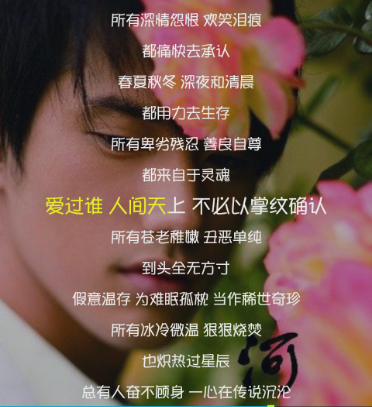 所有深情怨恨 欢笑泪痕
都痛快去承认
春夏秋冬 深夜和清晨
都用力去生存
所有卑劣残忍 善良自尊
都来自于灵魂
爱过谁 人间天上 不必以掌纹确认
所有苍老稚嫩 丑恶单纯
到头全无方寸
假意温存 为难眠孤枕 当作稀世奇珍
所有冰冷微温 狠狠烧焚
也炽热过星辰
河
总有人奋不顾身 一心在传说沉沦